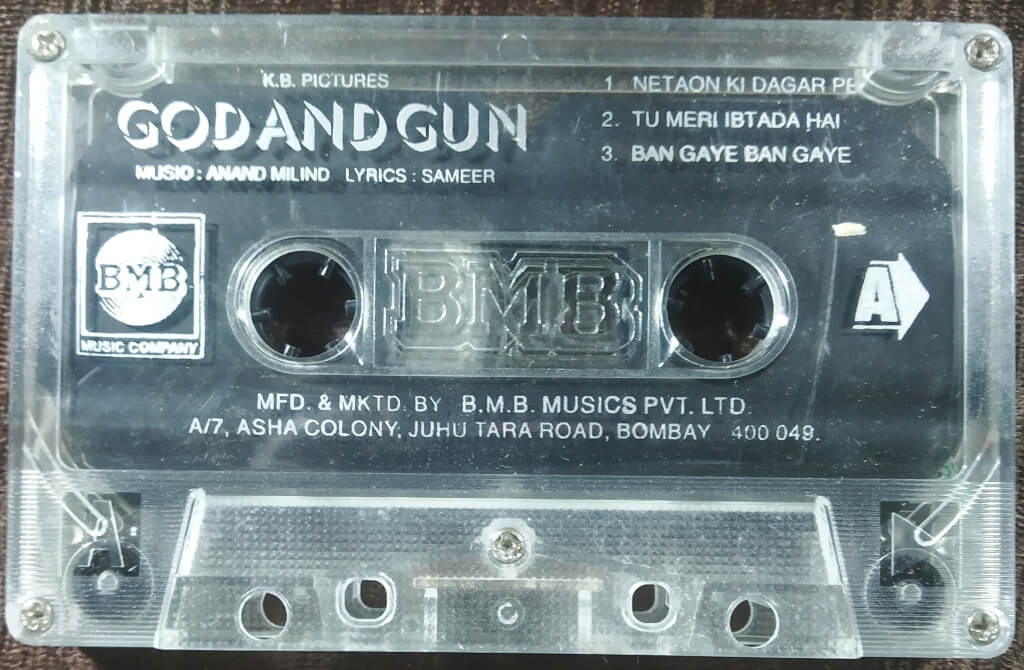 K.B. PICTURES
GOD AND GUN
MUSIC : ANAND MILIND LYRICS : SAMEER
1 NETAON KI DAGAR PE
2. TU MERI IBTADA HAI
3. BAN GAYE BAN GAYE
BMB
MUSIC COMPANY
BMB
A
MFD. & MKTD. BY B.M.B. MUSICS PVT. LTD.
A/7, ASHA COLONY, JUHU TARA ROAD, BOMBAY 400 049.